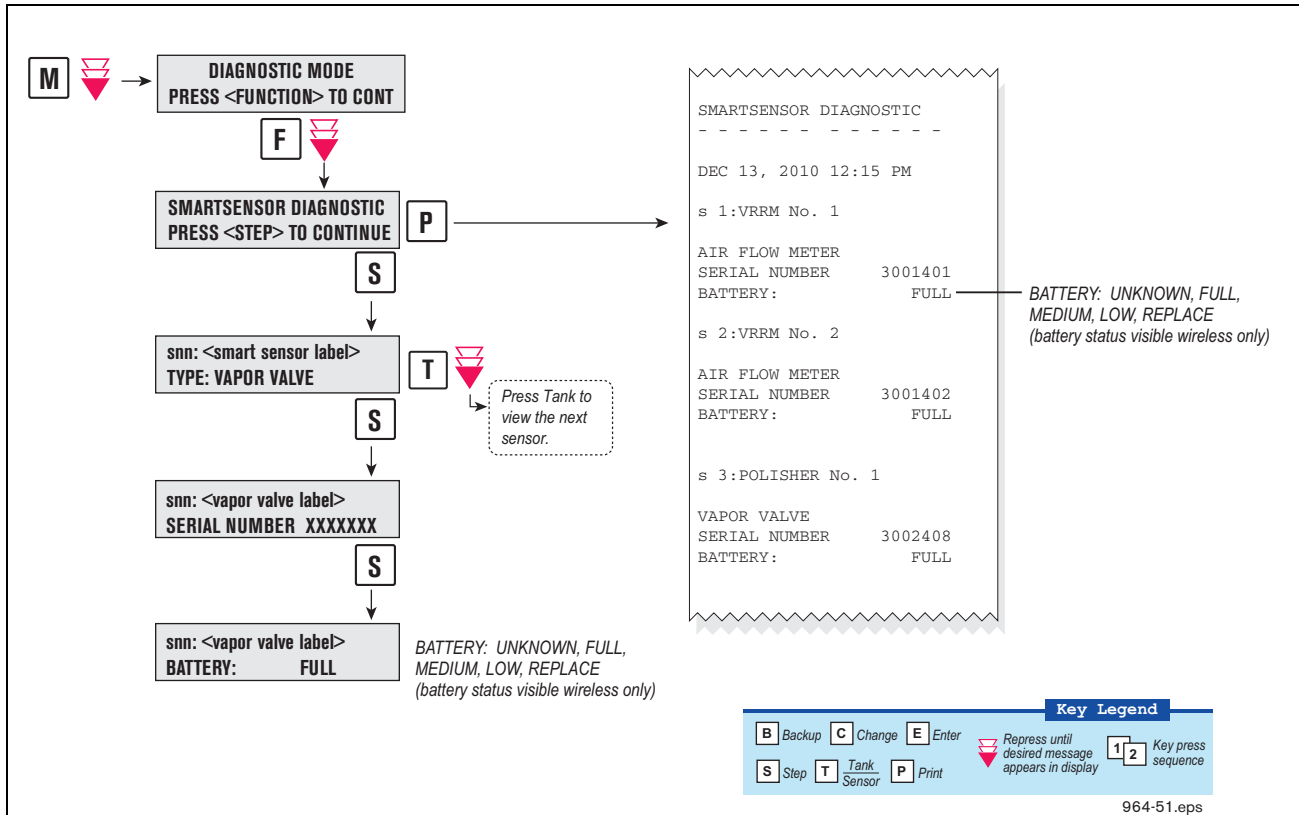 M
DIAGNOSTIC MODE
PRESS <FUNCTION> TO CONT
F
SMARTSENSOR DIAGNOSTIC
PRESS <STEP> TO CONTINUE
P
S
snn: <smart sensor label>
TYPE: VAPOR VALVE
T
Press Tank to
view the next
sensor.
S
snn: <vapor valve label>
SERIAL NUMBER XXXXXXX
S
snn: <vapor valve label>
BATTERY: FULL
BATTERY: UNKNOWN, FULL,
MEDIUM, LOW, REPLACE
(battery status visible wireless only)
SMARTSENSOR DIAGNOSTIC
- - - - - - - - - - - -
DEC 13, 2010 12:15 PM
s 1:VRRM No. 1
AIR FLOW METER
SERIAL NUMBER 3001401
BATTERY: FULL
s 2:VRRM No. 2
AIR FLOW METER
SERIAL NUMBER 3001402
BATTERY: FULL
s 3:POLISHER No. 1
VAPOR VALVE
SERIAL NUMBER 3002408
BATTERY: FULL
BATTERY: UNKNOWN, FULL,
MEDIUM, LOW, REPLACE
(battery status visible wireless only)
Key Legend
B Backup C Change E Enter
S Step T Tank
Sensor P Print
Repress until
desired message
appears in display
1 2 Key press
sequence
964-51.eps